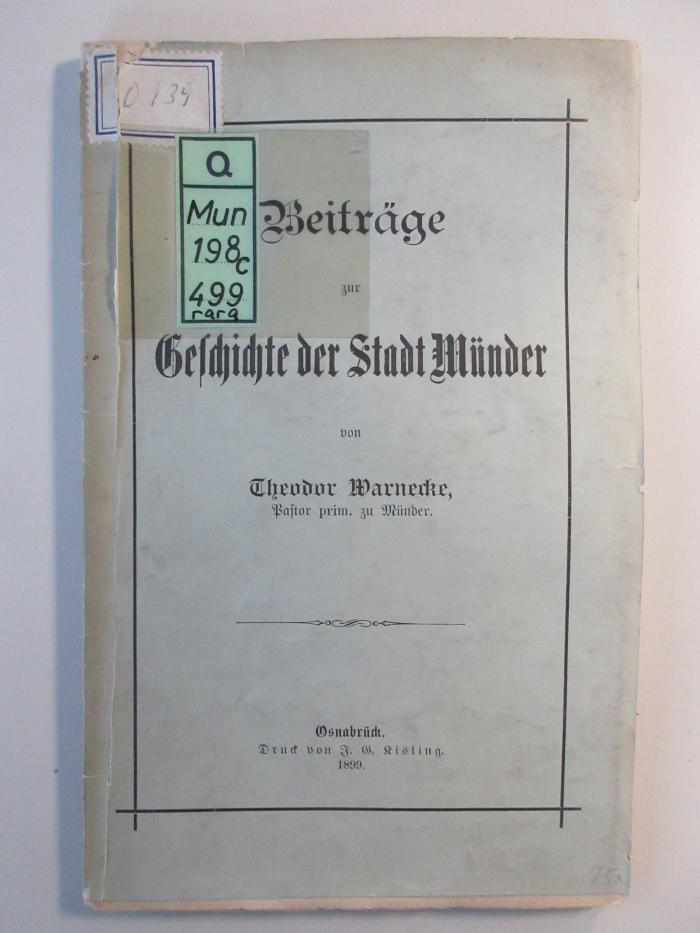 O 139
Q
Mun
198c
499
rara
Beiträge
zur
Geschichte der Stadt Münder
von
Theodor Warnecke,
Pastor prim. zu Münder.
Osnabrück.
Druck von J. G. Kisling.
1899.